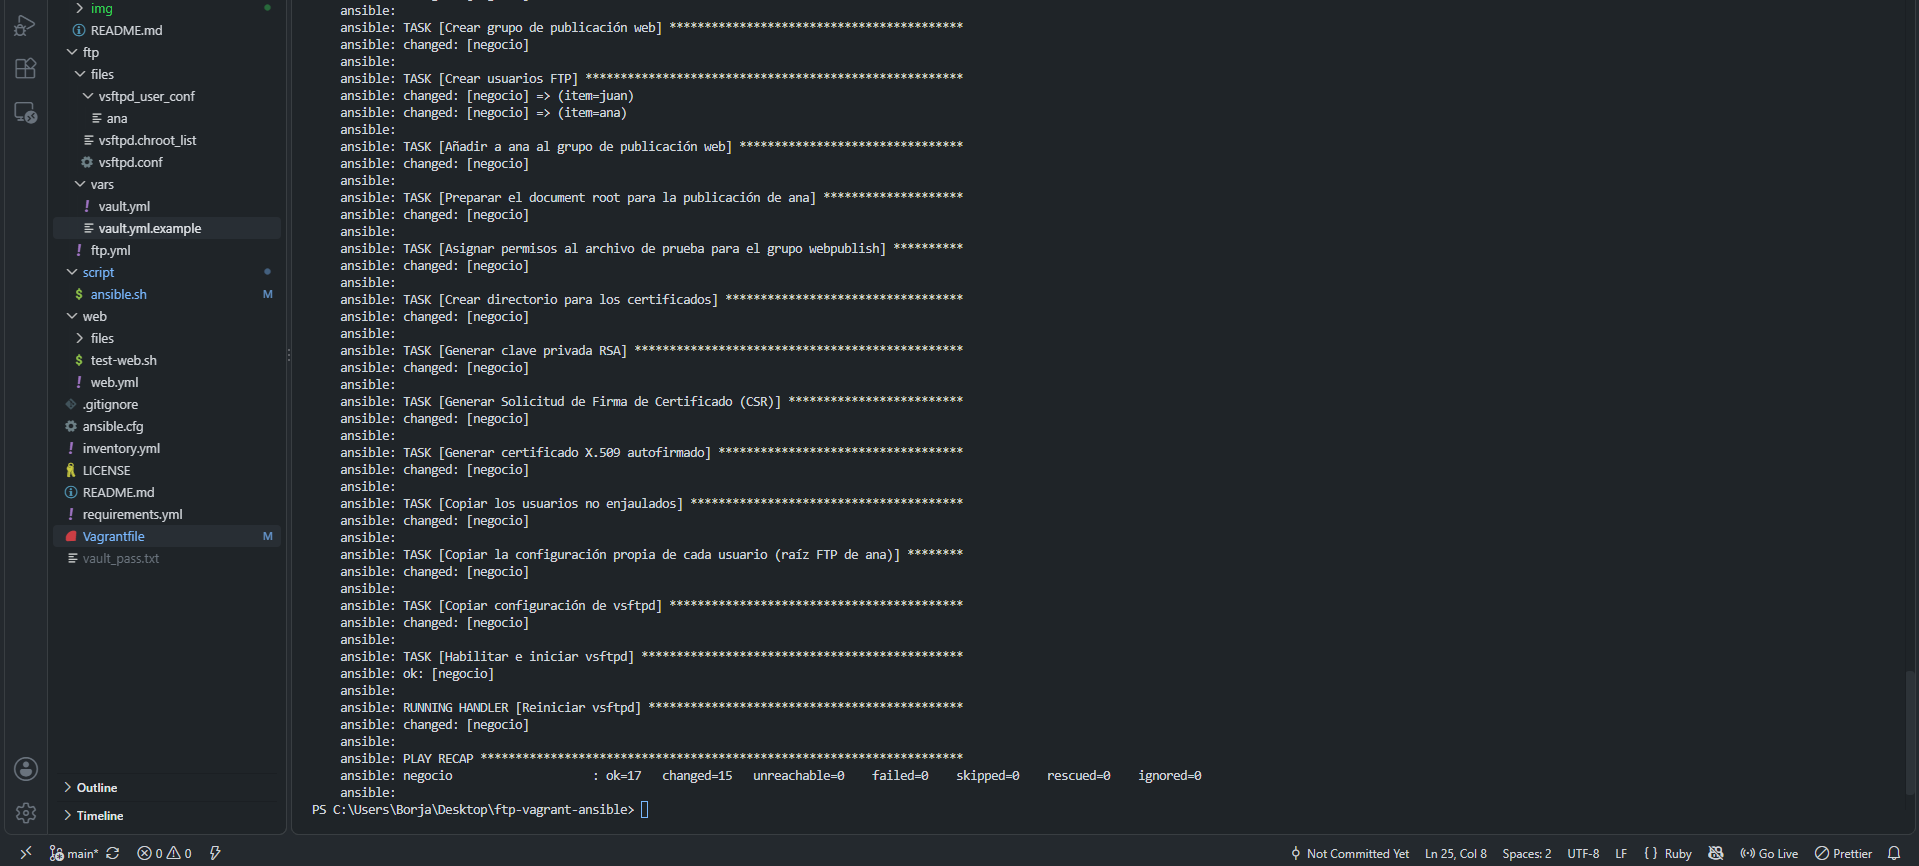 img
README.md
ftp
files
vsftpd_user_conf
ana
vsftpd.chroot_list
vsftpd.conf
vars
vault.yml
vault.yml.example
ftp.yml
script
ansible.sh M
web
files
test-web.sh
web.yml
.gitignore
ansible.cfg
inventory.yml
LICENSE
README.md
requirements.yml
Vagrantfile M
vault_pass.txt
Outline
Timeline
ansible:
ansible: TASK [Crear grupo de publicación web] ******************************************
ansible: changed: [negocio]
ansible:
ansible: TASK [Crear usuarios FTP] ******************************************************
ansible: changed: [negocio] => (item=juan)
ansible: changed: [negocio] => (item=ana)
ansible:
ansible: TASK [Añadir a ana al grupo de publicación web] ********************************
ansible: changed: [negocio]
ansible:
ansible: TASK [Preparar el document root para la publicación de ana] ********************
ansible: changed: [negocio]
ansible:
ansible: TASK [Asignar permisos al archivo de prueba para el grupo webpublish] **********
ansible: changed: [negocio]
ansible:
ansible: TASK [Crear directorio para los certificados] **********************************
ansible: changed: [negocio]
ansible:
ansible: TASK [Generar clave privada RSA] ***********************************************
ansible: changed: [negocio]
ansible:
ansible: TASK [Generar Solicitud de Firma de Certificado (CSR)] *************************
ansible: changed: [negocio]
ansible:
ansible: TASK [Generar certificado X.509 autofirmado] ***********************************
ansible: changed: [negocio]
ansible:
ansible: TASK [Copiar los usuarios no enjaulados] ***************************************
ansible: changed: [negocio]
ansible:
ansible: TASK [Copiar la configuración propia de cada usuario (raíz FTP de ana)] ********
ansible: changed: [negocio]
ansible:
ansible: TASK [Copiar configuración de vsftpd] ******************************************
ansible: changed: [negocio]
ansible:
ansible: TASK [Habilitar e iniciar vsftpd] **********************************************
ansible: ok: [negocio]
ansible:
ansible: RUNNING HANDLER [Reiniciar vsftpd] *********************************************
ansible: changed: [negocio]
ansible:
ansible: PLAY RECAP *********************************************************************
ansible: negocio : ok=17 changed=15 unreachable=0 failed=0 skipped=0 rescued=0 ignored=0
ansible:
PS C:\Users\Borja\Desktop\ftp-vagrant-ansible>
main* 0 0 Not Committed Yet Ln 25, Col 8 Spaces: 2 UTF-8 LF { } Ruby Go Live Prettier